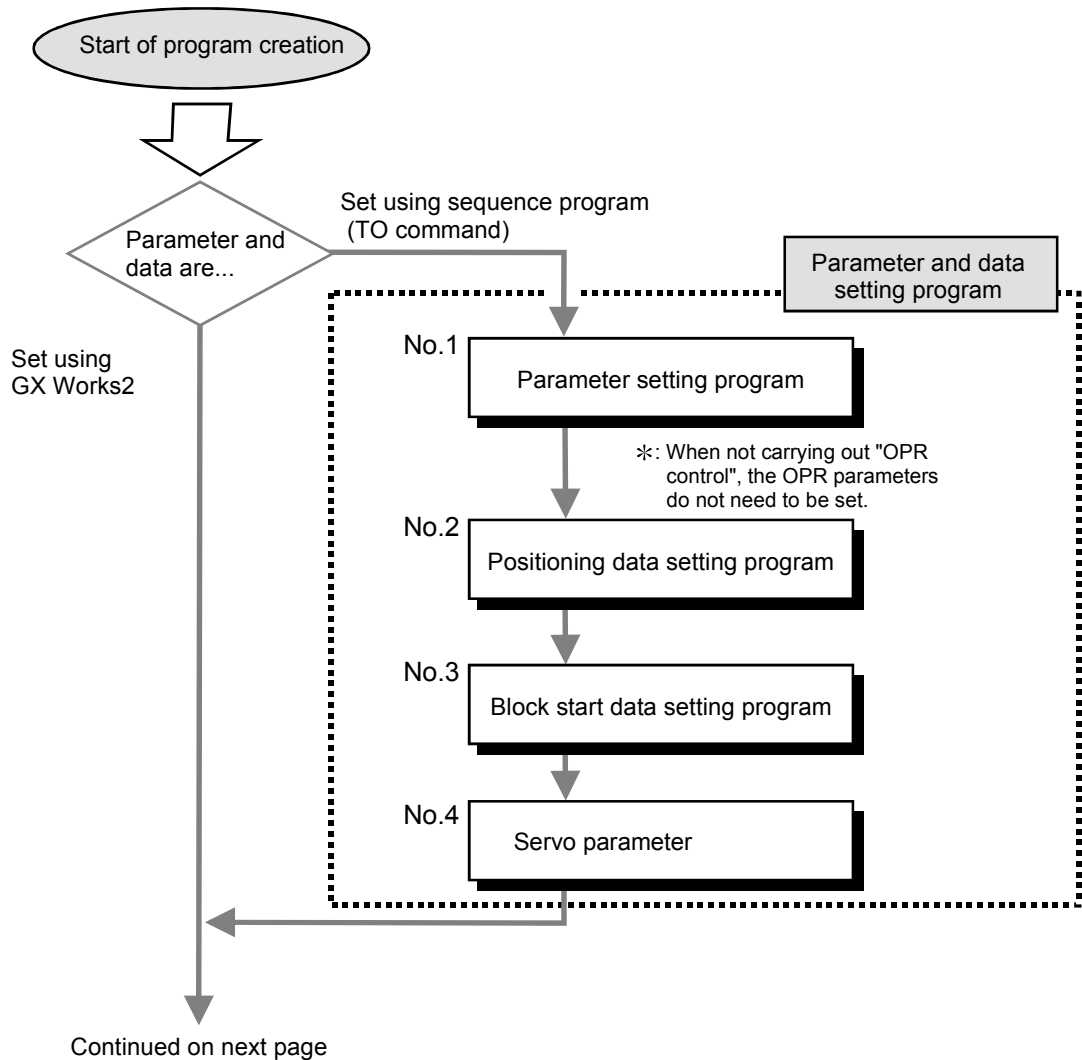 Start of program creation
Set using sequence program
(TO command)
Parameter and
data are...
Parameter and data
setting program
Set using
GX Works2
No.1
Parameter setting program
*: When not carrying out "OPR
control", the OPR parameters
do not need to be set.
No.2
Positioning data setting program
No.3
Block start data setting program
No.4
Servo parameter
Continued on next page